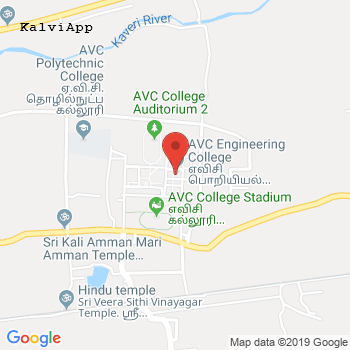 KalviApp
Kaveri River
AVC
Polytechnic
College
ஏ.வி.சி.
தொழில்நுட்ப
கல்லூரி
AVC College
Auditorium 2
AVC Engineering
College
எவிசி
பொறியியல்...
AVC College Stadium
எவிசி
கல்லூரி...
Sri Kali Amman Mari
Amman Temple...
Hindu temple
Sri Veera Sithi Vinayagar
Temple. ஸ்ரீ...
Google
Map data ©2019 Google